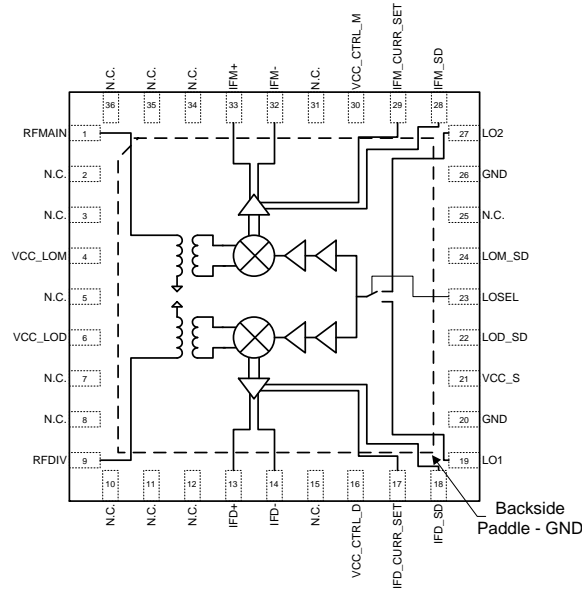 N.C.
N.C.
N.C.
IFM+
IFM-
N.C.
VCC_CTRL_M
IFM_CURR_SET
IFM_SD
36
35
34
33
32
31
30
29
28
RFMAIN 1
27 LO2
N.C. 2
26 GND
N.C. 3
25 N.C.
VCC_LOM 4
24 LOM_SD
N.C. 5
23 LOSEL
VCC_LOD 6
22 LOD_SD
N.C. 7
21 VCC_S
N.C. 8
20 GND
RFDIV 9
19 LO1
10
11
12
13
14
15
16
17
18
N.C.
N.C.
N.C.
IFD+
IFD-
N.C.
VCC_CTRL_D
IFD_CURR_SET
IFD_SD
Backside
Paddle - GND